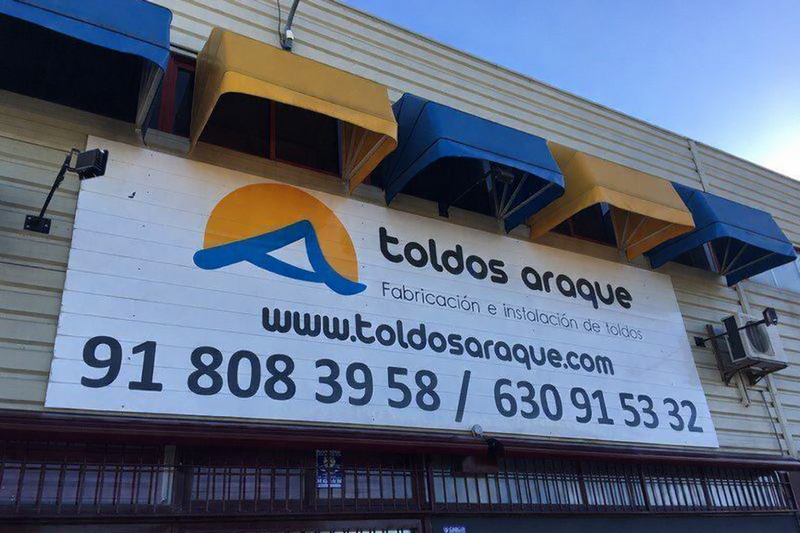 toldos araque
Fabricación e instalación de toldos
www.toldosaraque.com
91 808 39 58 / 630 91 53 32